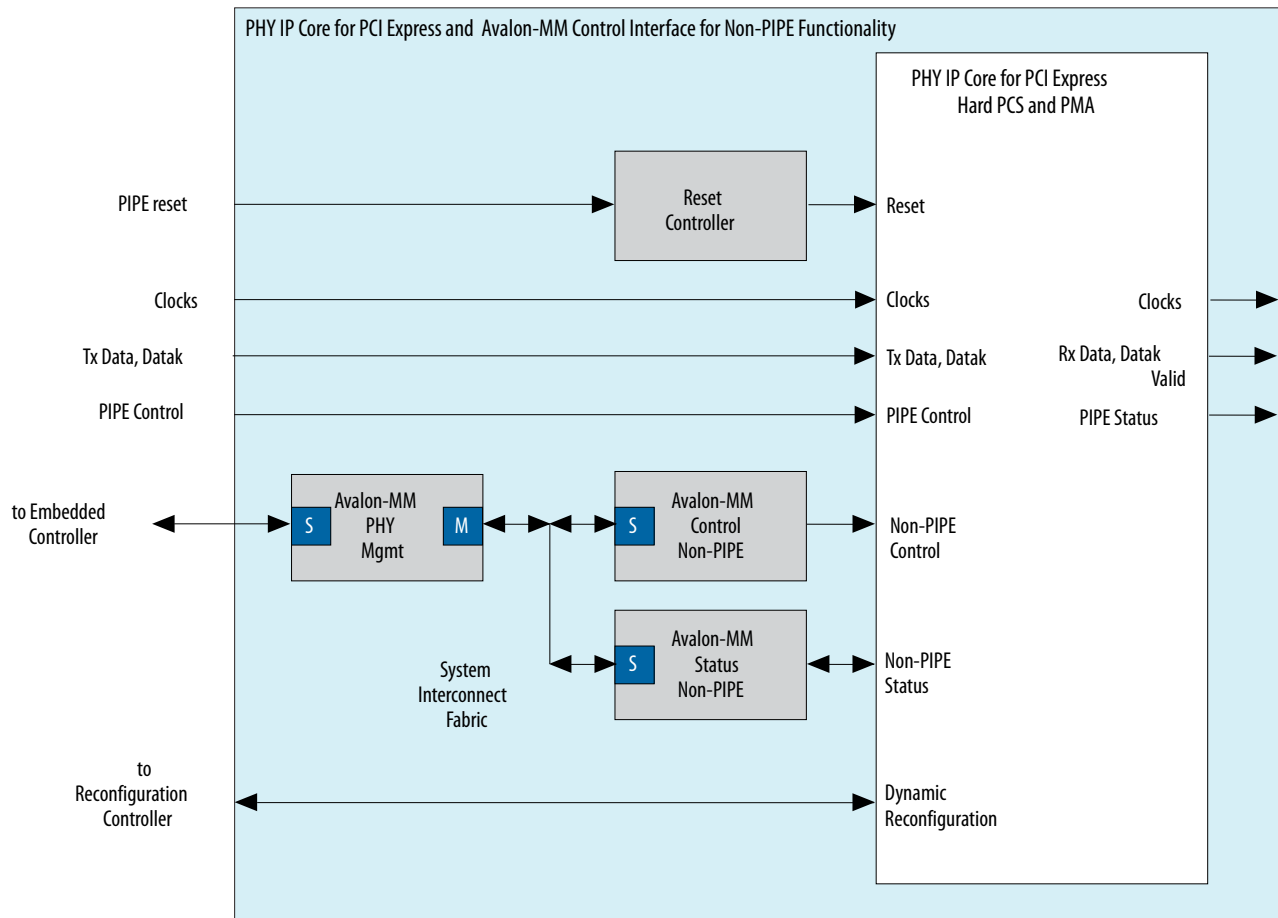 PHY IP Core for PCI Express and Avalon-MM Control Interface for Non-PIPE Functionality
PHY IP Core for PCI Express
Hard PCS and PMA
PIPE reset
Reset
Controller
Reset
Clocks
Clocks
Clocks
Tx Data, Datak
Tx Data, Datak
Rx Data, Datak
Valid
PIPE Control
PIPE Control
PIPE Status
to Embedded
Controller
S
Avalon-MM
PHY
Mgmt
M
S
Avalon-MM
Control
Non-PIPE
Non-PIPE
Control
System
Interconnect
Fabric
S
Avalon-MM
Status
Non-PIPE
Non-PIPE
Status
to
Reconfiguration
Controller
Dynamic
Reconfiguration